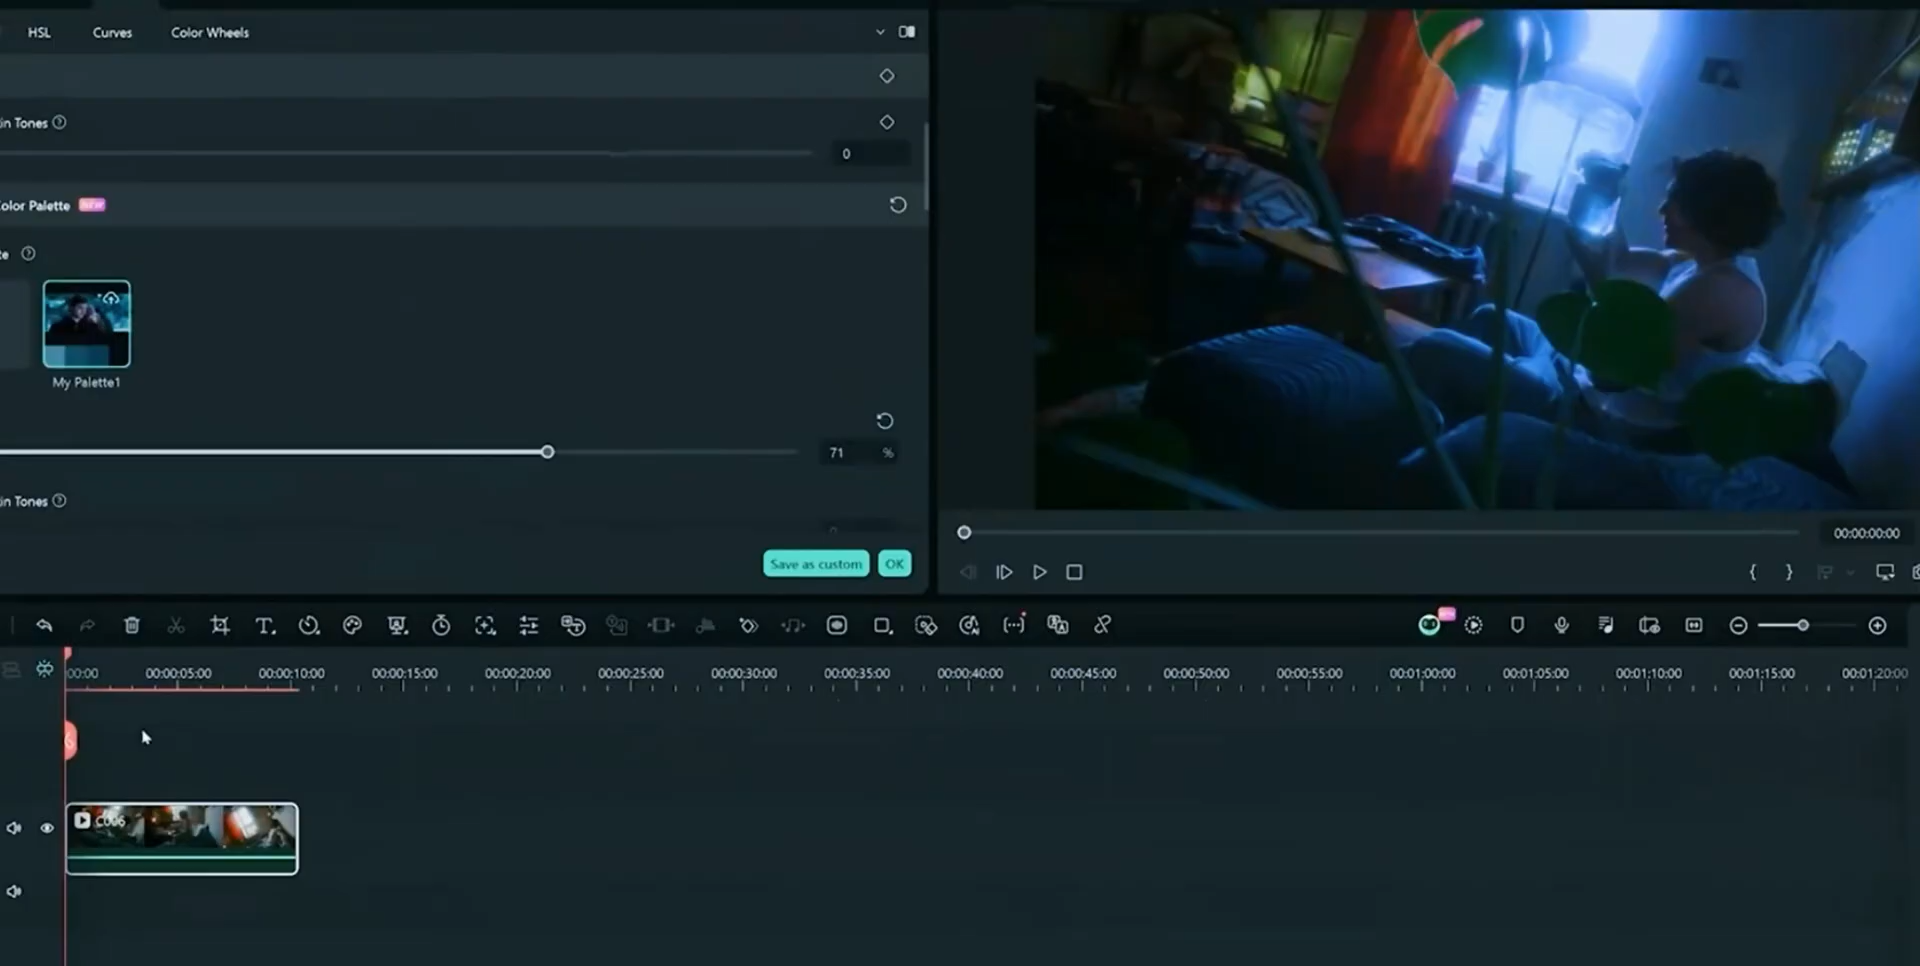 HSL Curves Color Wheels
in Tones
0
olor Palette NEW
te
My Palette1
71 %
in Tones
Save as custom OK
00:00:00:00
{ }
00:00 00:00:05:00 00:00:10:00 00:00:15:00 00:00:20:00 00:00:25:00 00:00:30:00 00:00:35:00 00:00:40:00 00:00:45:00 00:00:50:00 00:00:55:00 00:01:00:00 00:01:05:00 00:01:10:00 00:01:15:00 00:01:20:00
C006